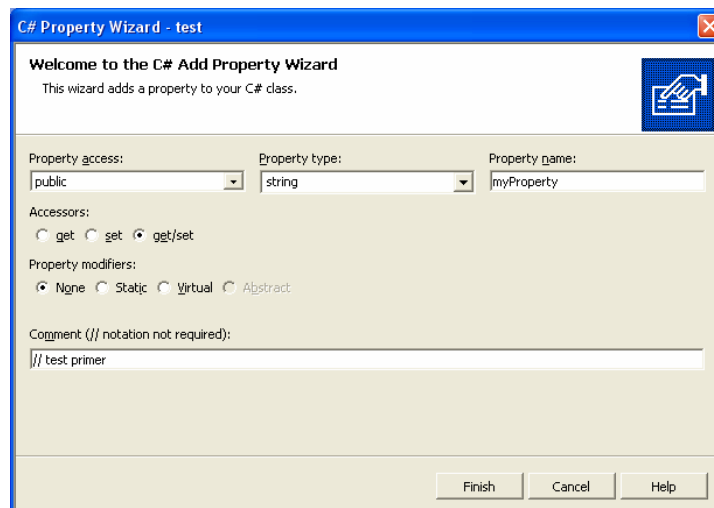 C# Property Wizard - test
Welcome to the C# Add Property Wizard
This wizard adds a property to your C# class.
Property access: Property type: Property name:
public string myProperty
Accessors:
get set get/set
Property modifiers:
None Static Virtual Abstract
Comment (// notation not required):
// test primer
Finish Cancel Help